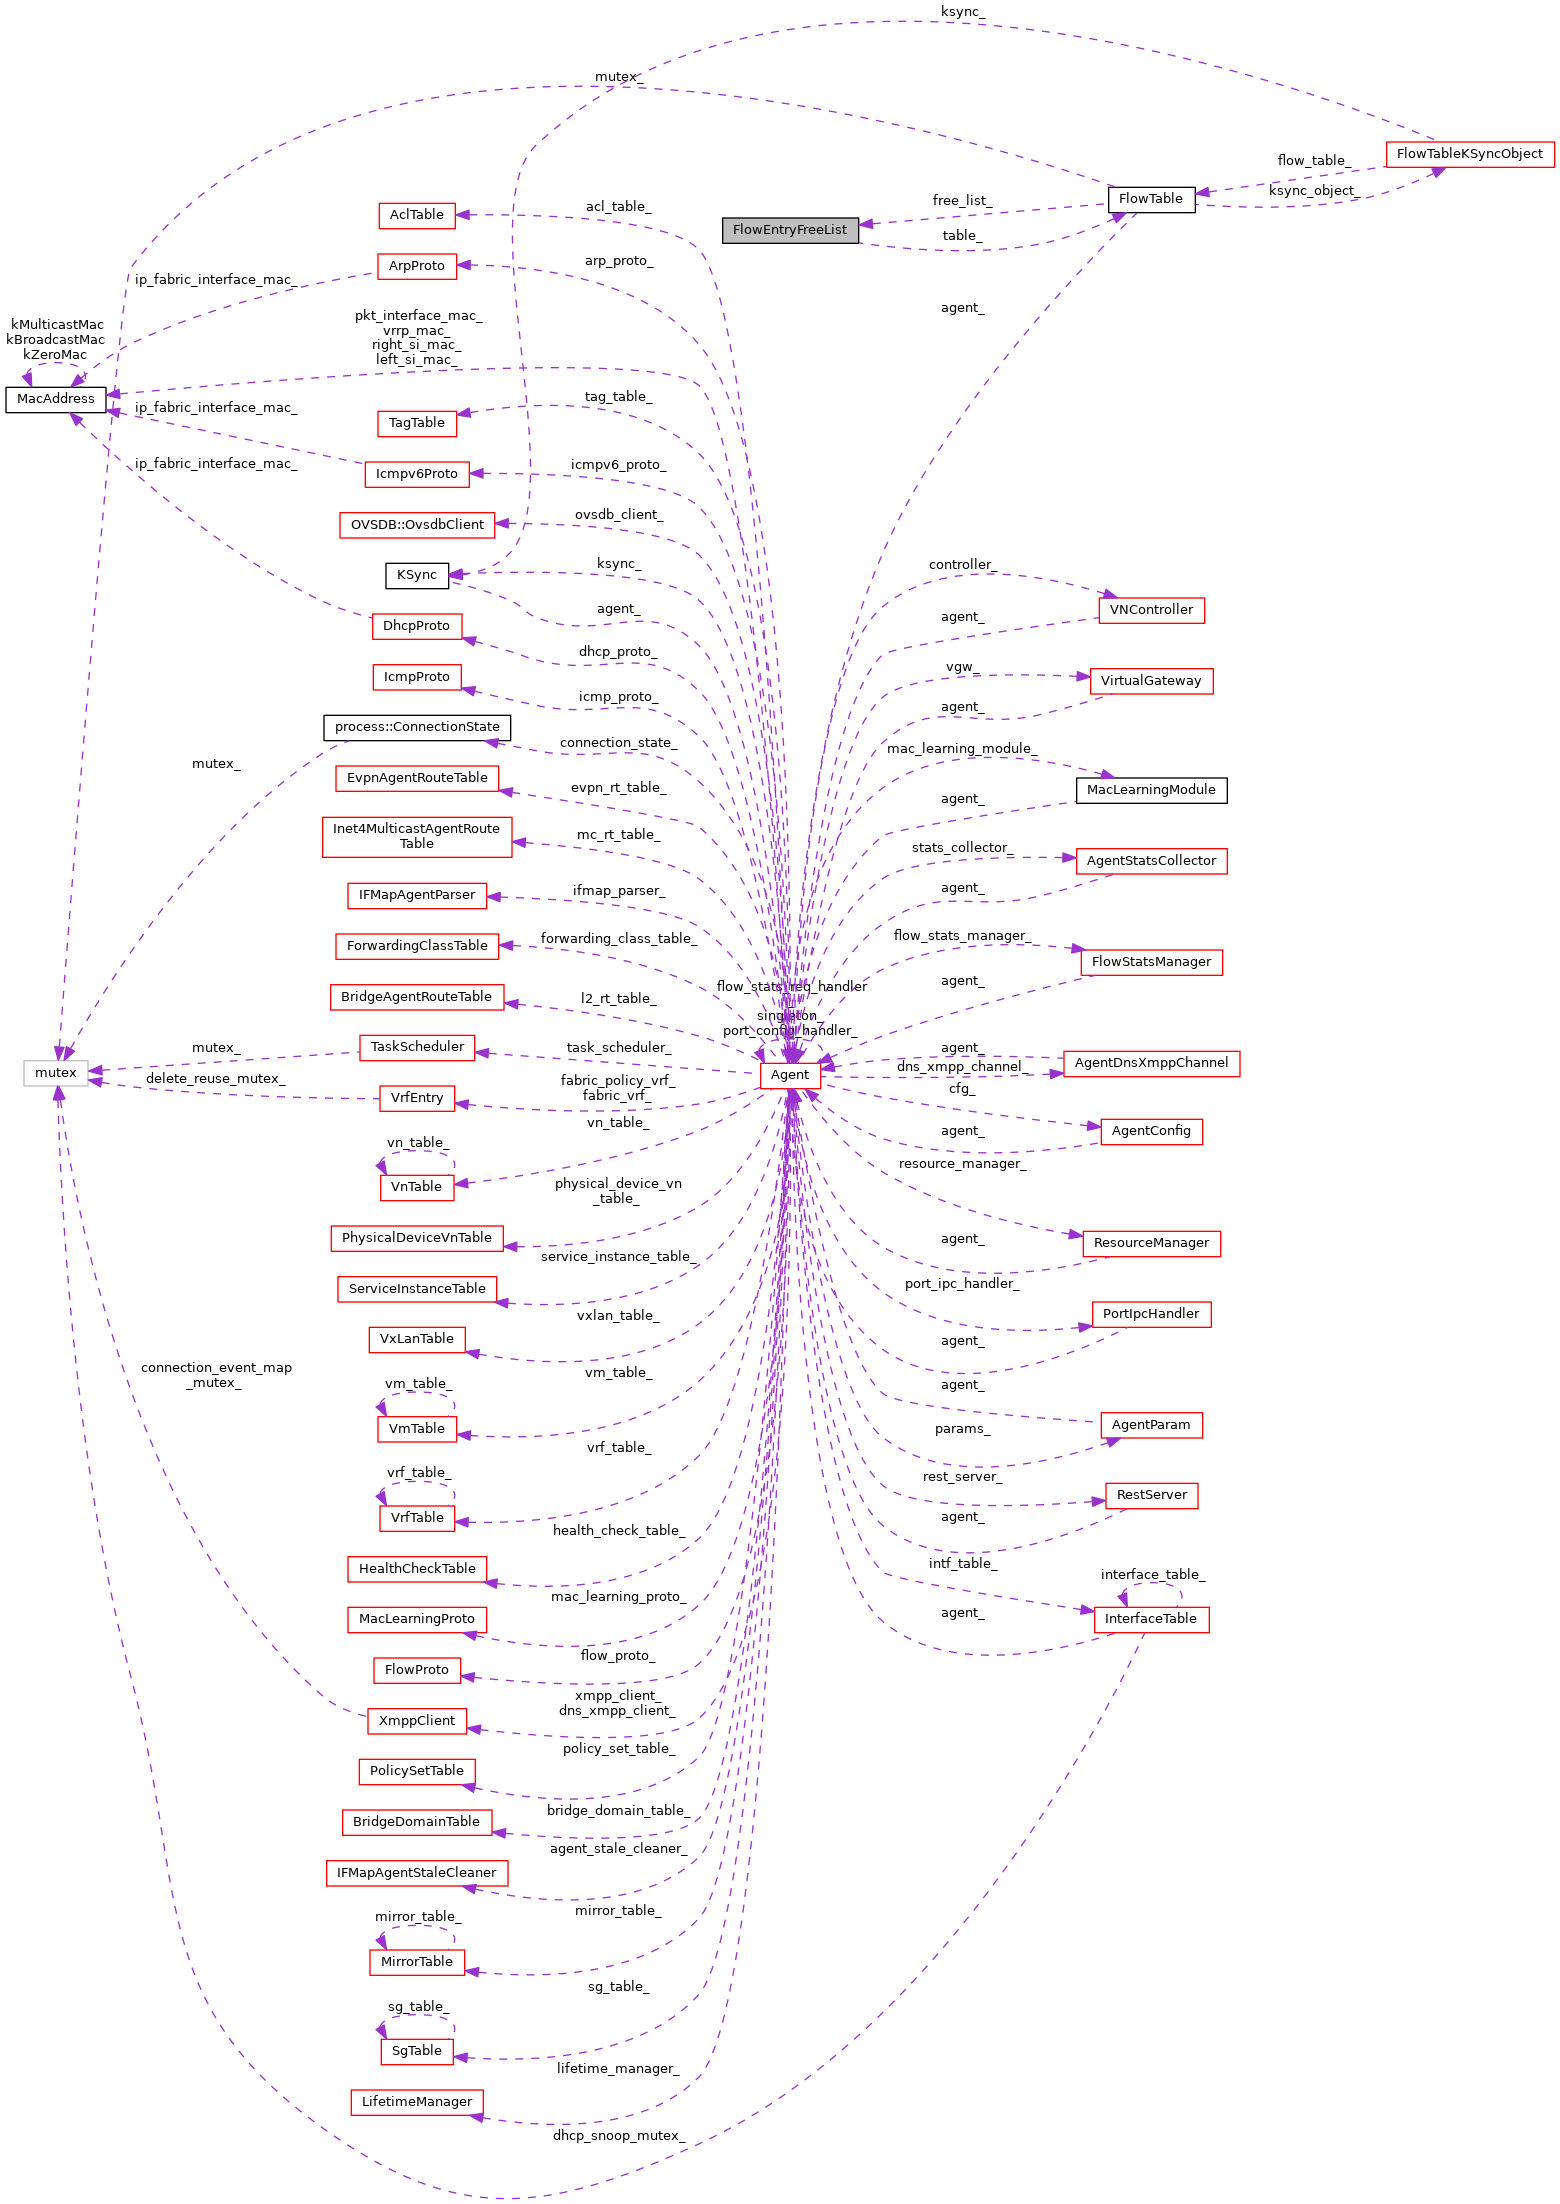 ksync_
mutex_
FlowTableKSyncObject
flow_table_
ksync_object_
FlowTable
free_list_
FlowEntryFreeList
table_
AclTable
acl_table_
ArpProto
arp_proto_
ip_fabric_interface_mac_
agent_
kMulticastMac
kBroadcastMac
kZeroMac
MacAddress
pkt_interface_mac_
vrrp_mac_
right_si_mac_
left_si_mac_
ip_fabric_interface_mac_
TagTable
tag_table_
ip_fabric_interface_mac_
Icmpv6Proto
icmpv6_proto_
OVSDB::OvsdbClient
ovsdb_client_
KSync
ksync_
agent_
controller_
VNController
agent_
DhcpProto
dhcp_proto_
IcmpProto
icmp_proto_
vgw_
VirtualGateway
agent_
process::ConnectionState
connection_state_
mutex_
mac_learning_module_
MacLearningModule
agent_
EvpnAgentRouteTable
evpn_rt_table_
Inet4MulticastAgentRoute
Table
mc_rt_table_
stats_collector_
AgentStatsCollector
agent_
IFMapAgentParser
ifmap_parser_
ForwardingClassTable
forwarding_class_table_
flow_stats_manager_
FlowStatsManager
agent_
BridgeAgentRouteTable
l2_rt_table_
flow_stats_req_handler
_
singleton_
port_config_handler_
TaskScheduler
task_scheduler_
mutex_
mutex
delete_reuse_mutex_
Agent
agent_
dns_xmpp_channel_
AgentDnsXmppChannel
cfg_
VrfEntry
fabric_policy_vrf_
fabric_vrf_
AgentConfig
agent_
vn_table_
vn_table_
VnTable
resource_manager_
physical_device_vn
_table_
PhysicalDeviceVnTable
ResourceManager
agent_
service_instance_table_
ServiceInstanceTable
port_ipc_handler_
PortIpcHandler
agent_
vxlan_table_
VxLanTable
connection_event_map
_mutex_
vm_table_
vm_table_
VmTable
agent_
AgentParam
params_
vrf_table_
vrf_table_
VrfTable
rest_server_
RestServer
agent_
health_check_table_
HealthCheckTable
intf_table_
interface_table_
InterfaceTable
agent_
mac_learning_proto_
MacLearningProto
flow_proto_
FlowProto
xmpp_client_
dns_xmpp_client_
XmppClient
policy_set_table_
PolicySetTable
bridge_domain_table_
BridgeDomainTable
agent_stale_cleaner_
IFMapAgentStaleCleaner
mirror_table_
mirror_table_
MirrorTable
sg_table_
sg_table_
SgTable
lifetime_manager_
LifetimeManager
dhcp_snoop_mutex_